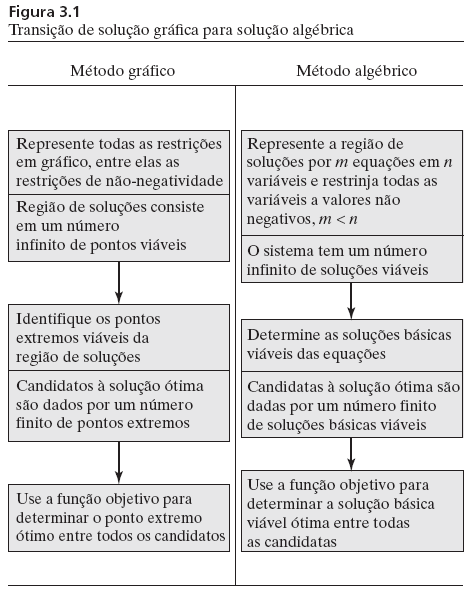 Figura 3.1
Transição de solução gráfica para solução algébrica
Método gráfico
Represente todas as restrições
em gráfico, entre elas as
restrições de não-negatividade
Região de soluções consiste
em um número
infinito de pontos viáveis
Identifique os pontos
extremos viáveis da
região de soluções
Candidatos à solução ótima
são dados por um número
finito de pontos extremos
Use a função objetivo para
determinar o ponto extremo
ótimo entre todos os candidatos
Método algébrico
Represente a região de
soluções por m equações em n
variáveis e restrinja todas as
variáveis a valores não
negativos, m < n
O sistema tem um número
infinito de soluções viáveis
Determine as soluções básicas
viáveis das equações
Candidatas à solução ótima são
dadas por um número finito
de soluções básicas viáveis
Use a função objetivo para
determinar a solução básica
viável ótima entre todas
as candidatas